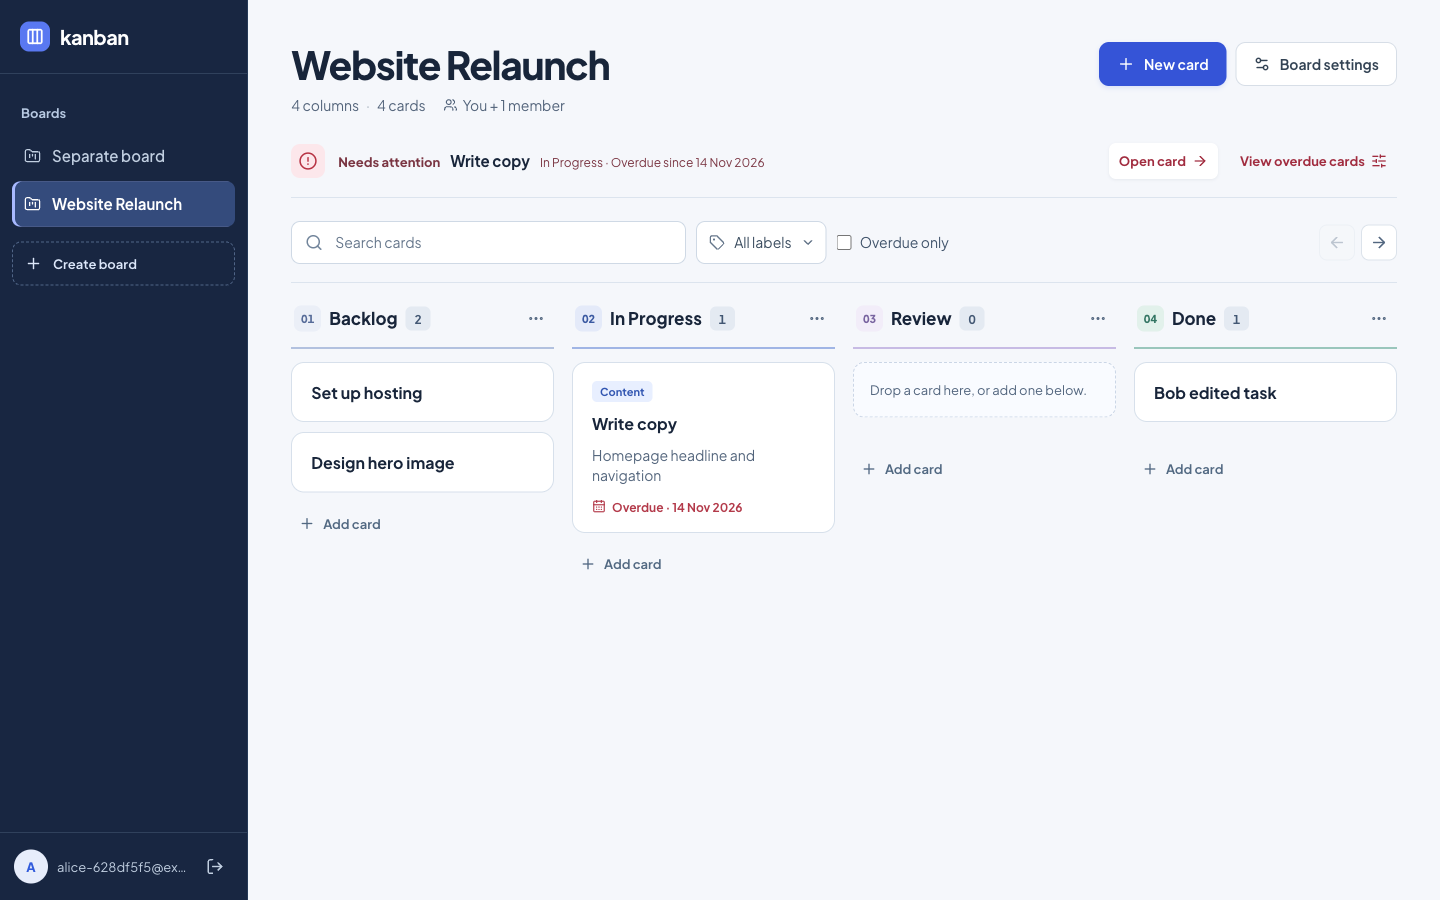 kanban
Boards
Separate board
Website Relaunch
Create board
A
alice-628df5f5@ex...
Website Relaunch
4 columns · 4 cards You + 1 member
New card
Board settings
Needs attention Write copy In Progress · Overdue since 14 Nov 2026
Open card
View overdue cards
Search cards
All labels
Overdue only
01 Backlog 2
Set up hosting
Design hero image
Add card
02 In Progress 1
Content
Write copy
Homepage headline and
navigation
Overdue · 14 Nov 2026
Add card
03 Review 0
Drop a card here, or add one below.
Add card
04 Done 1
Bob edited task
Add card